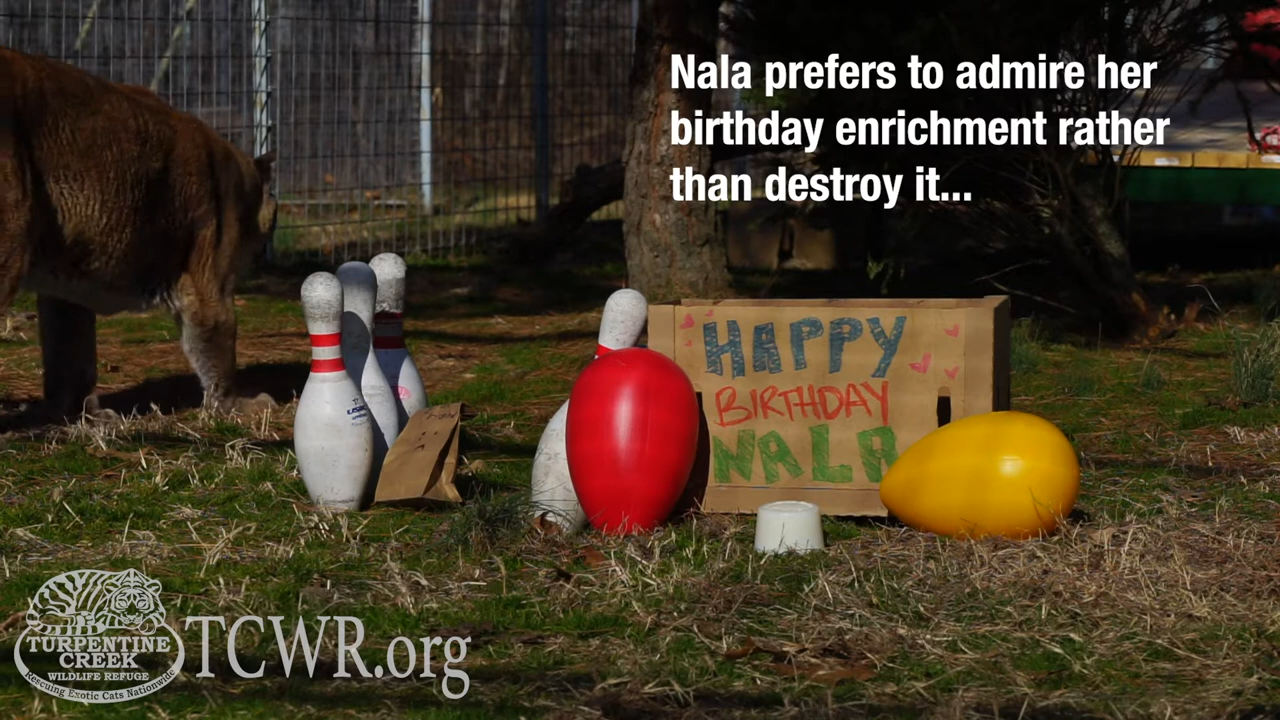 Nala prefers to admire her
birthday enrichment rather
than destroy it...
HAPPY
BIRTHDAY
NALA
TURPENTINE
CREEK
WILDLIFE REFUGE
Rescuing Exotic Cats Nationwide
TCWR.org